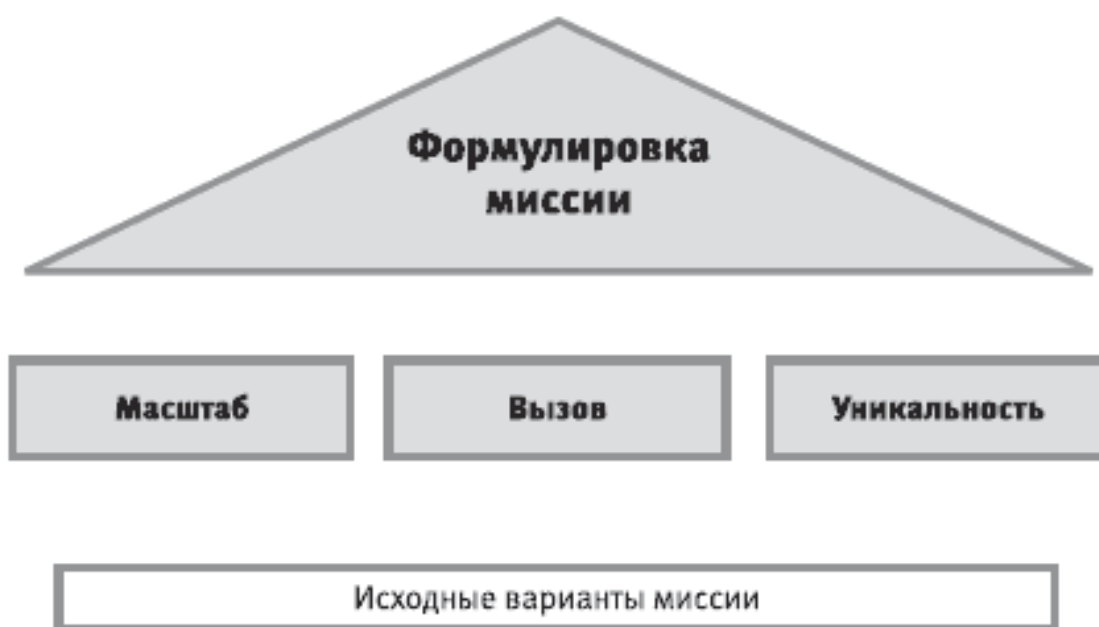 Формулировка
миссии
Масштаб
Вызов
Уникальность
Исходные варианты миссии